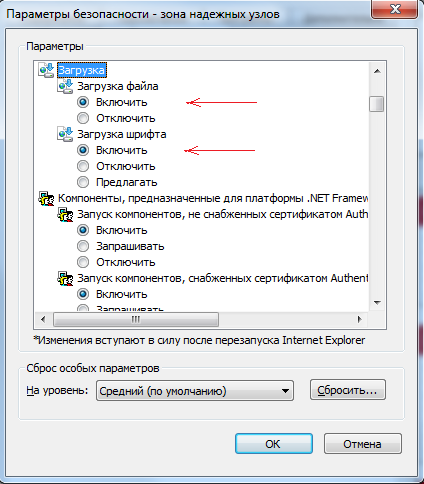 Параметры безопасности - зона надежных узлов
Параметры
Загрузка
Загрузка файла
Включить
Отключить
Загрузка шрифта
Включить
Отключить
Предлагать
Компоненты, предназначенные для платформы .NET Framew
Запуск компонентов, не снабженных сертификатом Auth
Включить
Запрашивать
Отключить
Запуск компонентов, снабженных сертификатом Authent
Включить
Запрашивать
*Изменения вступают в силу после перезапуска Internet Explorer
Сброс особых параметров
На уровень:
Средний (по умолчанию)
Сбросить...
ОК
Отмена